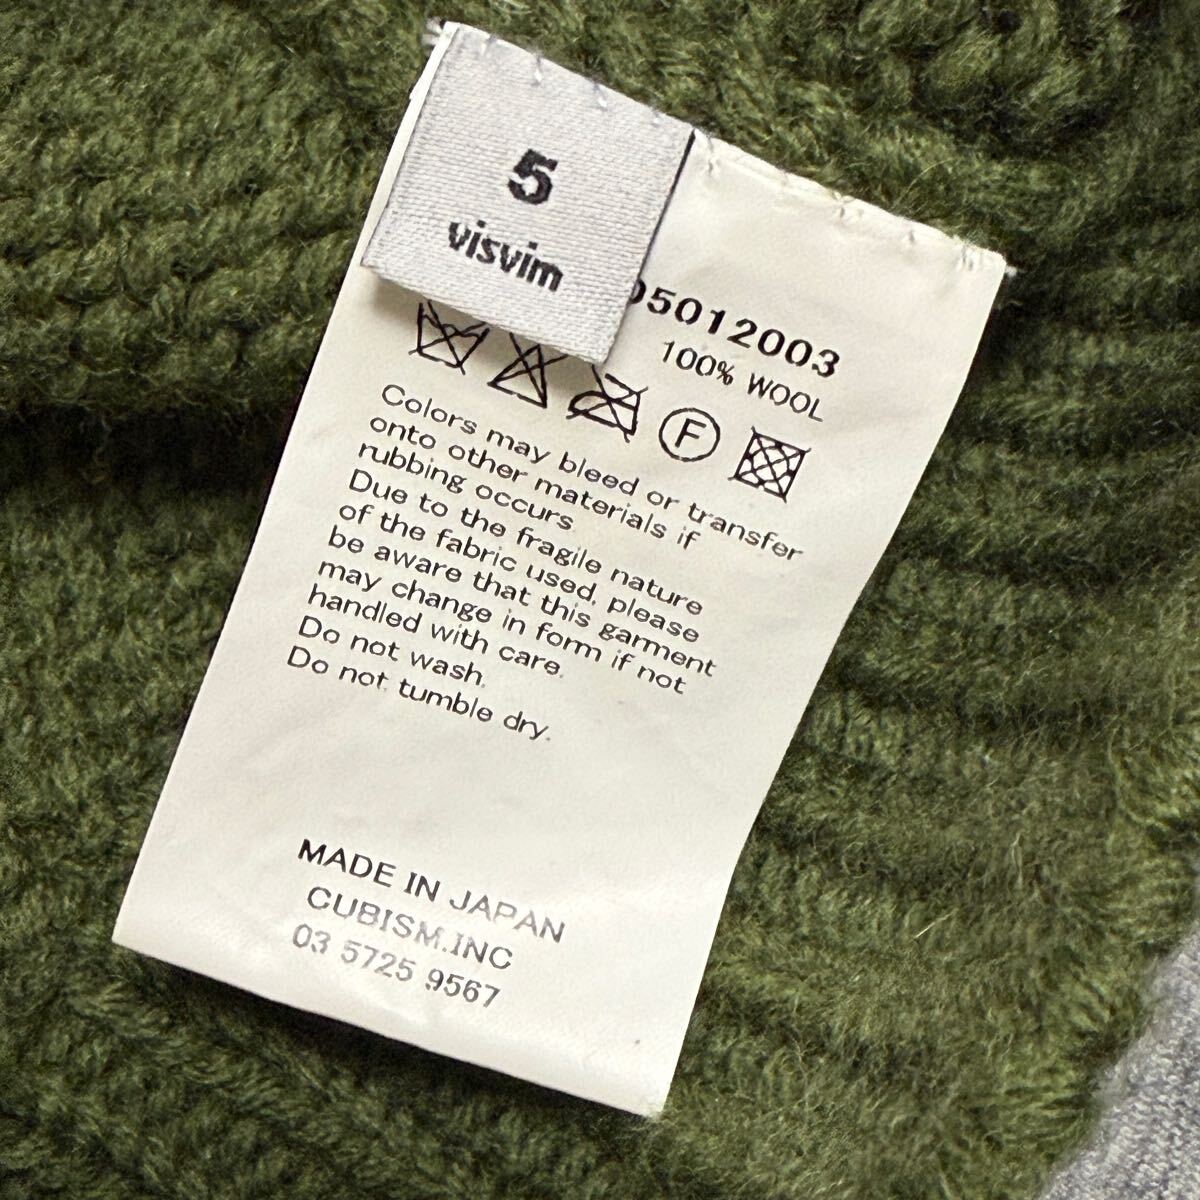 5
visvim
5012003
100% WOOL
F
Colors may bleed or transfer
onto other materials if
rubbing occurs.
Due to the fragile nature
of the fabric used, please
be aware that this garment
may change in form if not
handled with care.
Do not wash.
Do not tumble dry.
MADE IN JAPAN
CUBISM.INC
03 5725 9567